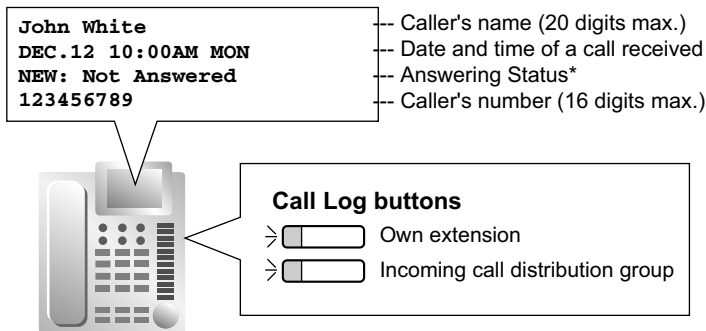 John White --- Caller's name (20 digits max.)
DEC.12 10:00AM MON --- Date and time of a call received
NEW: Not Answered --- Answering Status*
123456789 --- Caller's number (16 digits max.)
Call Log buttons
Own extension
Incoming call distribution group